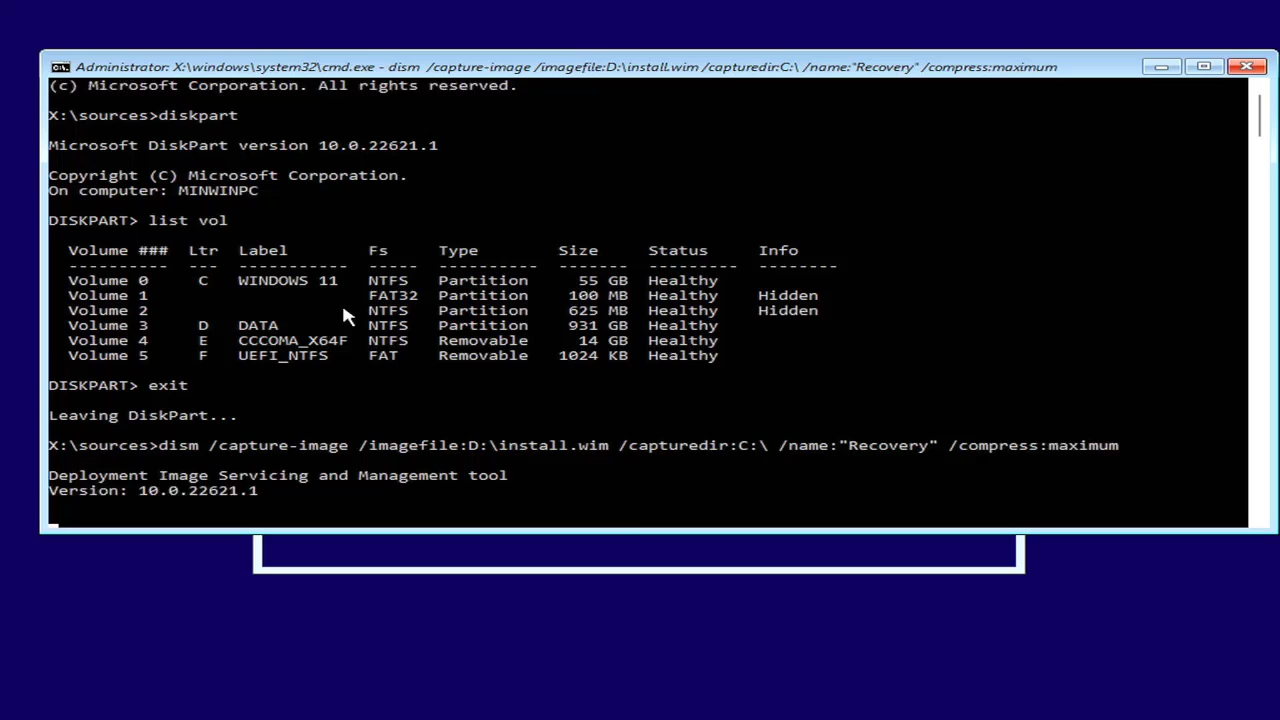 Administrator: X:\windows\system32\cmd.exe - dism  /capture-image /imagefile:D:\install.wim /capturedir:C:\ /name:"Recovery" /compress:maximum
(c) Microsoft Corporation. All rights reserved.
X:\sources>diskpart
Microsoft DiskPart version 10.0.22621.1
Copyright (C) Microsoft Corporation.
On computer: MINWINPC
DISKPART> list vol
  Volume ###  Ltr  Label        Fs     Type        Size     Status     Info
  ----------  ---  -----------  -----  ----------  -------  ---------  --------
  Volume 0     C   WINDOWS 11   NTFS   Partition     55 GB  Healthy
  Volume 1                      FAT32  Partition    100 MB  Healthy    Hidden
  Volume 2                      NTFS   Partition    625 MB  Healthy    Hidden
  Volume 3     D   DATA         NTFS   Partition    931 GB  Healthy
  Volume 4     E   CCCOMA_X64F  NTFS   Removable     14 GB  Healthy
  Volume 5     F   UEFI_NTFS    FAT    Removable   1024 KB  Healthy
DISKPART> exit
Leaving DiskPart...
X:\sources>dism /capture-image /imagefile:D:\install.wim /capturedir:C:\ /name:"Recovery" /compress:maximum
Deployment Image Servicing and Management tool
Version: 10.0.22621.1